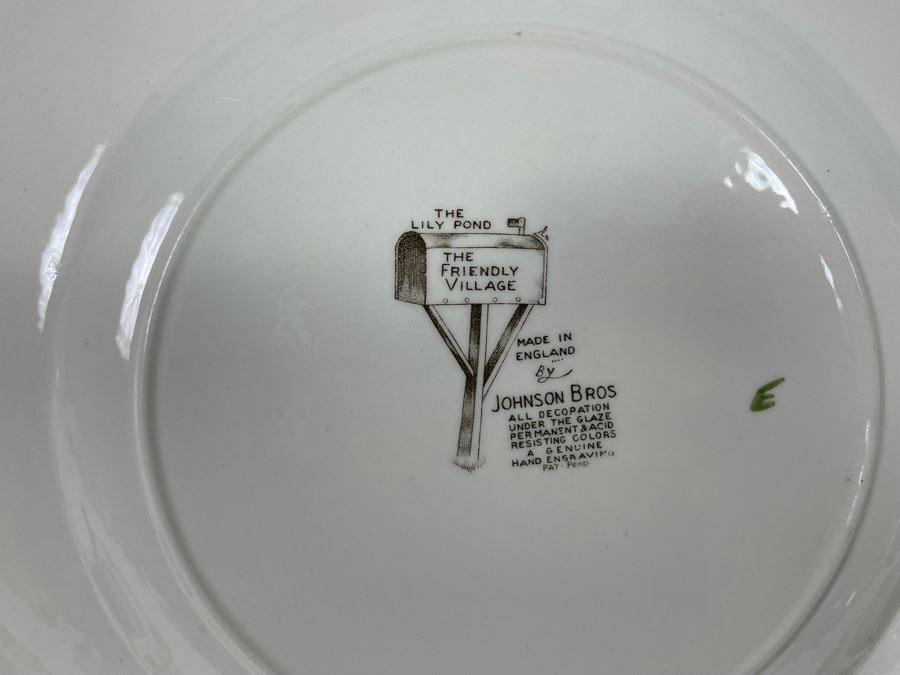 THE
LILY POND
THE
FRIENDLY
VILLAGE
MADE IN
ENGLAND
By
JOHNSON BROS
ALL DECORATION
UNDER THE GLAZE
PERMANENT & ACID
RESISTING COLORS
A GENUINE
HAND ENGRAVING
PAT. PEND.
E